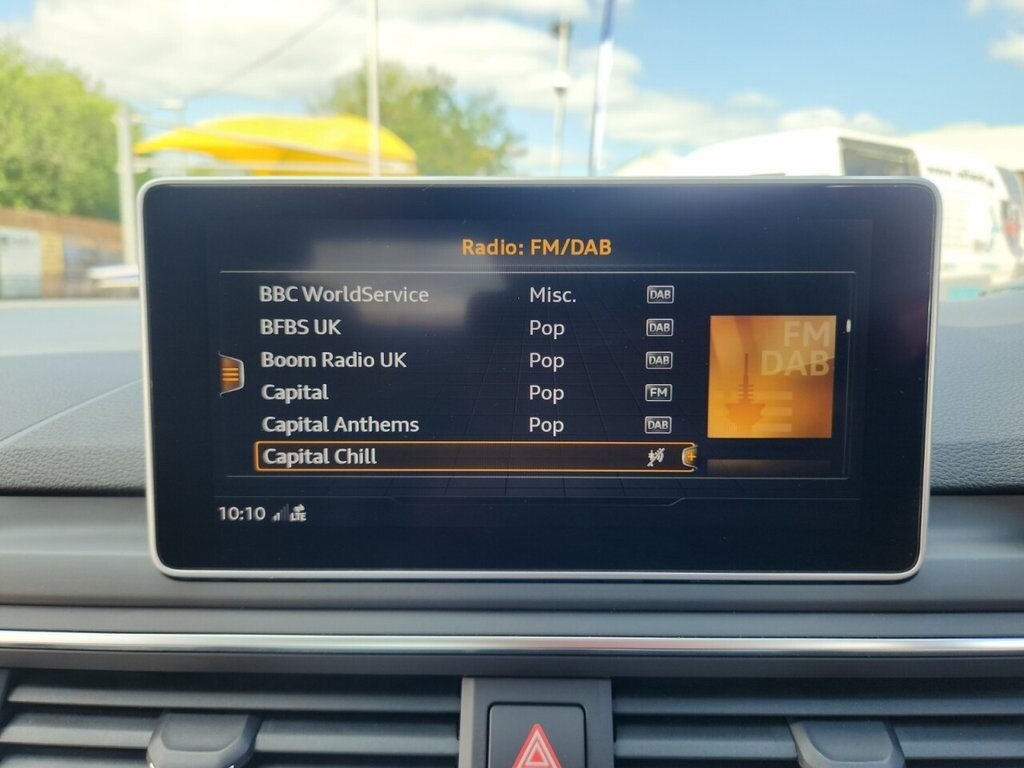 Radio: FM/DAB
BBC WorldService Misc. DAB
BFBS UK Pop DAB
Boom Radio UK Pop DAB
Capital Pop FM
Capital Anthems Pop DAB
Capital Chill
FM
DAB
10:10 LTE